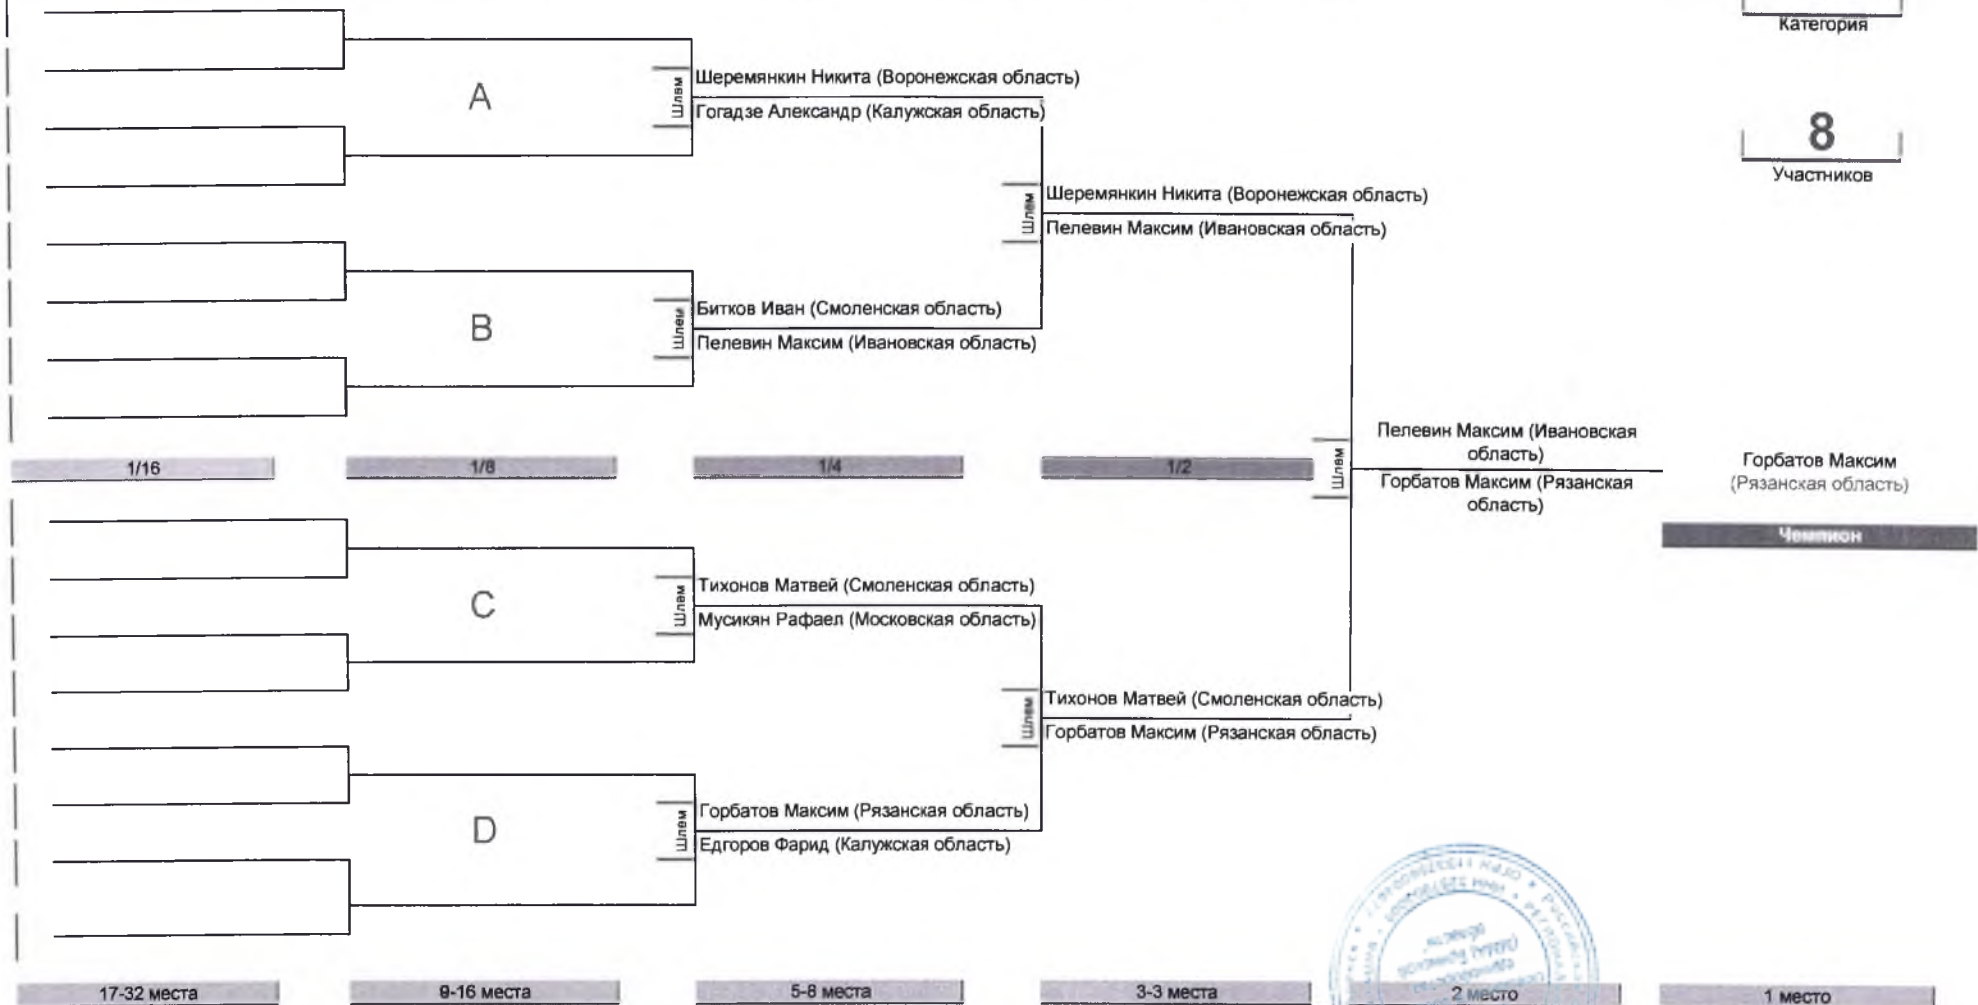 Категория
8
Участников
A
Шлем
Шеремянкин Никита (Воронежская область)
Гогадзе Александр (Калужская область)
Шлем
Шеремянкин Никита (Воронежская область)
Пелевин Максим (Ивановская область)
B
Шлем
Битков Иван (Смоленская область)
Пелевин Максим (Ивановская область)
Шлем
Пелевин Максим (Ивановская
область)
Горбатов Максим (Рязанская
область)
Горбатов Максим
(Рязанская область)
Чемпион
1/16
1/8
1/4
1/2
C
Шлем
Тихонов Матвей (Смоленская область)
Мусикян Рафаел (Московская область)
Шлем
Тихонов Матвей (Смоленская область)
Горбатов Максим (Рязанская область)
D
Шлем
Горбатов Максим (Рязанская область)
Едгоров Фарид (Калужская область)
17-32 места
9-16 места
5-8 места
3-3 места
2 место
1 место